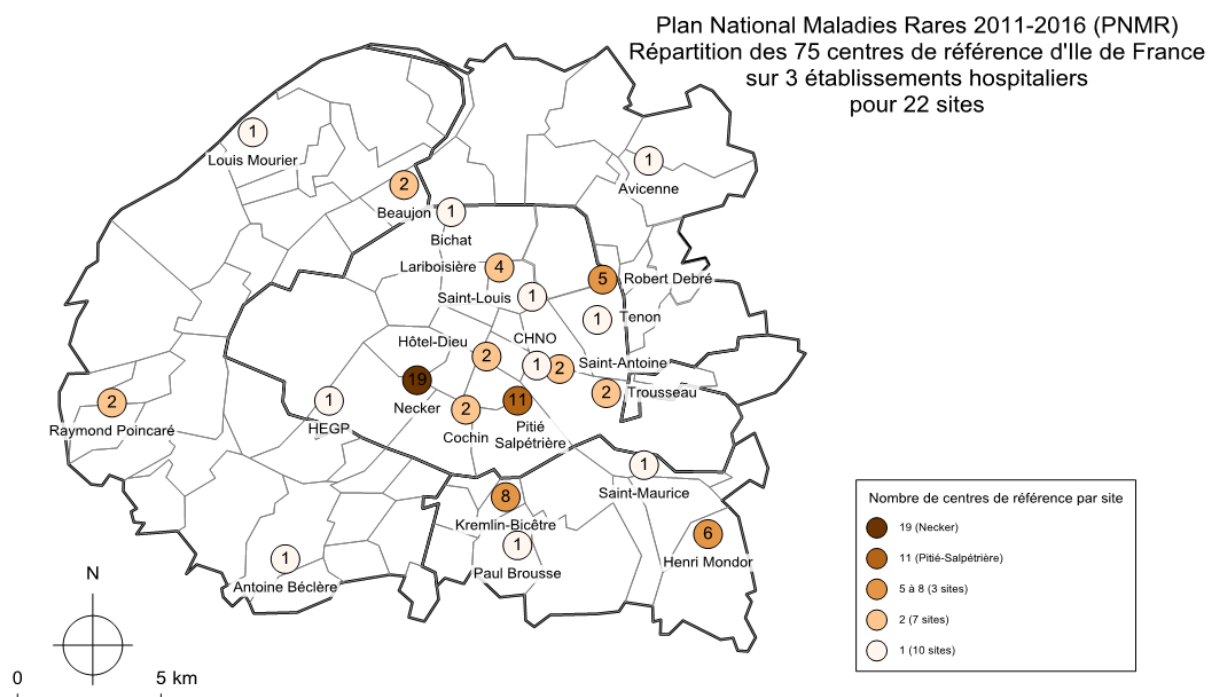 Plan National Maladies Rares 2011-2016 (PNMR)
Répartition des 75 centres de référence d'Ile de France
sur 3 établissements hospitaliers
pour 22 sites
1
Louis Mourier
1
Avicenne
2
Beaujon
1
Bichat
Lariboisière
4
5
Robert Debré
Saint-Louis
1
1
Tenon
Hôtel-Dieu
2
CHNO
1
2
Saint-Antoine
19
Necker
2
Trousseau
2
Raymond Poincaré
1
HEGP
2
Cochin
11
Pitié
Salpétrière
1
Saint-Maurice
8
Kremlin-Bicêtre
6
Henri Mondor
1
Paul Brousse
1
Antoine Béclère
Nombre de centres de référence par site
19 (Necker)
11 (Pitié-Salpétrière)
5 à 8 (3 sites)
2 (7 sites)
1 (10 sites)
N
0 5 km